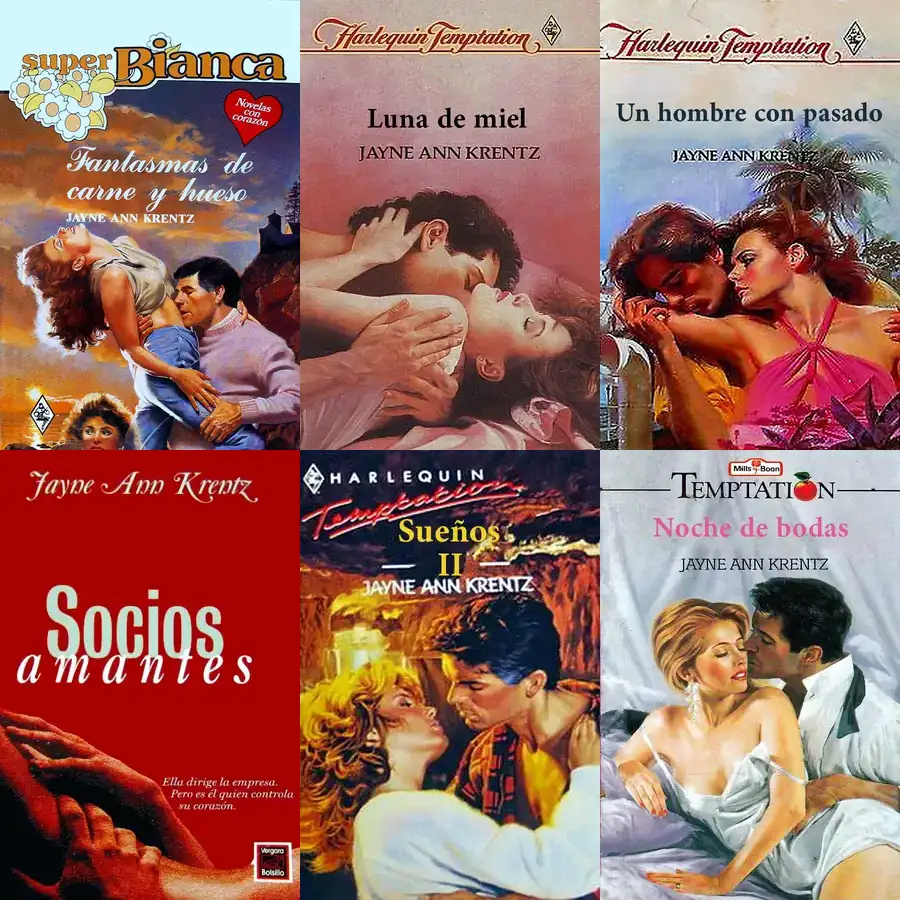 super Bianca
Novelas
con
corazón
Fantasmas de
carne y hueso
JAYNE ANN KRENTZ
Harlequin Temptation
Luna de miel
JAYNE ANN KRENTZ
Harlequin Temptation
Un hombre con pasado
JAYNE ANN KRENTZ
Jayne Ann Krentz
Socios
amantes
Ella dirige la empresa.
Pero es él quien controla
su corazón.
Vergara
Bolsillo
HARLEQUIN
Temptation
Sueños
II
JAYNE ANN KRENTZ
Mills & Boon
TEMPTATION
Noche de bodas
JAYNE ANN KRENTZ